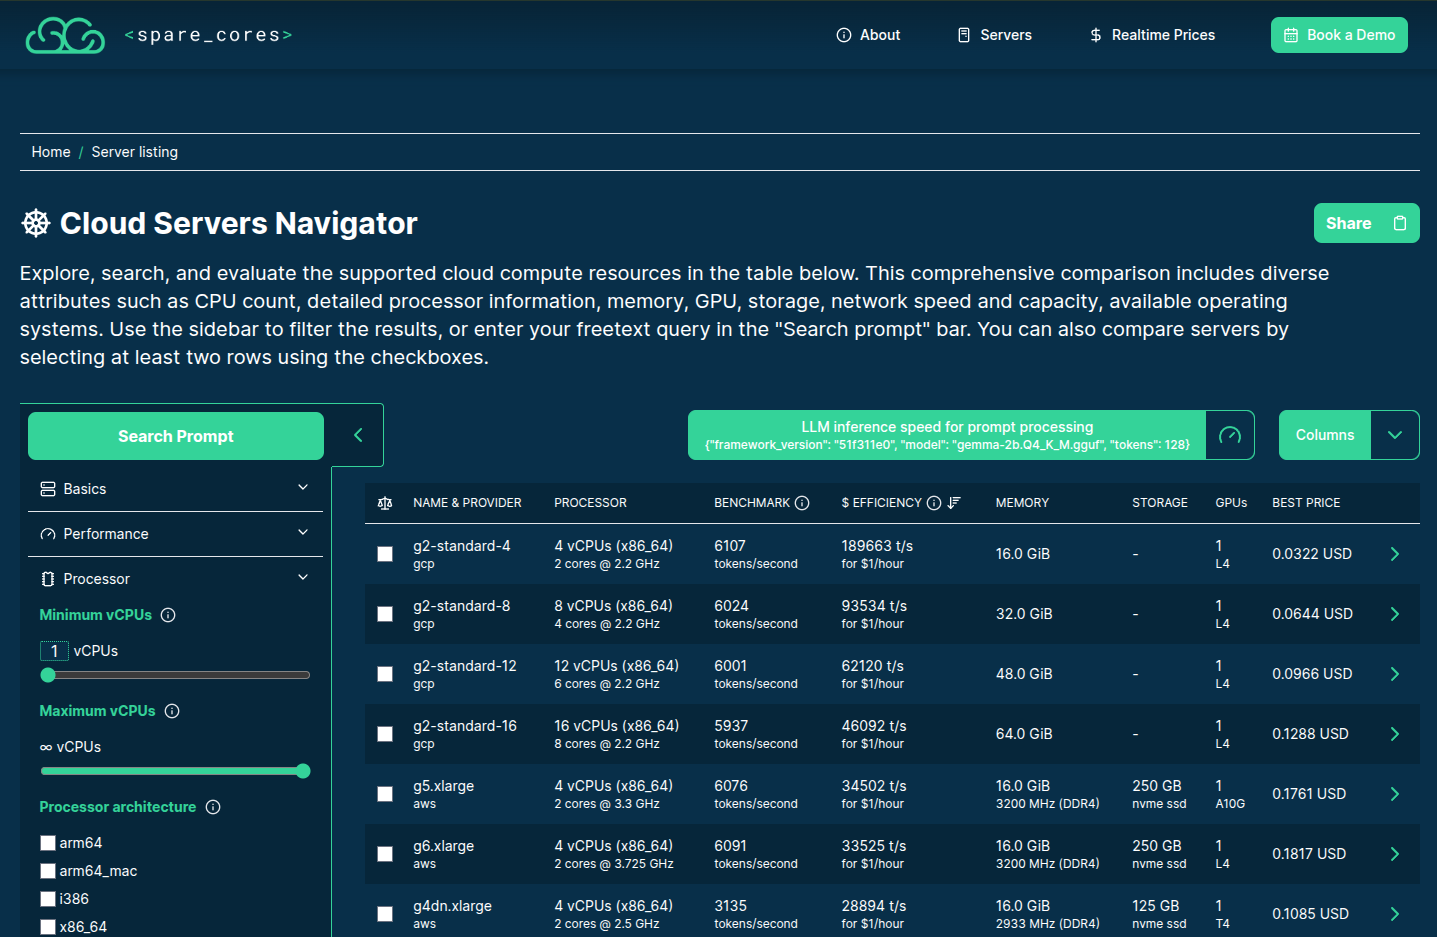 <spare_cores>
About
Servers
Realtime Prices
Book a Demo
Home / Server listing
Cloud Servers Navigator
Share
Explore, search, and evaluate the supported cloud compute resources in the table below. This comprehensive comparison includes diverse
attributes such as CPU count, detailed processor information, memory, GPU, storage, network speed and capacity, available operating
systems. Use the sidebar to filter the results, or enter your freetext query in the "Search prompt" bar. You can also compare servers by
selecting at least two rows using the checkboxes.
Search Prompt
Basics
Performance
Processor
Minimum vCPUs
1 vCPUs
Maximum vCPUs
∞ vCPUs
Processor architecture
arm64
arm64_mac
i386
x86_64
LLM inference speed for prompt processing
{"framework_version": "51f311e0", "model": "gemma-2b.Q4_K_M.gguf", "tokens": 128}
Columns
NAME & PROVIDER PROCESSOR BENCHMARK $ EFFICIENCY MEMORY STORAGE GPUs BEST PRICE
g2-standard-4 4 vCPUs (x86_64) 6107 189663 t/s 16.0 GiB - 1 0.0322 USD
gcp 2 cores @ 2.2 GHz tokens/second for $1/hour L4
g2-standard-8 8 vCPUs (x86_64) 6024 93534 t/s 32.0 GiB - 1 0.0644 USD
gcp 4 cores @ 2.2 GHz tokens/second for $1/hour L4
g2-standard-12 12 vCPUs (x86_64) 6001 62120 t/s 48.0 GiB - 1 0.0966 USD
gcp 6 cores @ 2.2 GHz tokens/second for $1/hour L4
g2-standard-16 16 vCPUs (x86_64) 5937 46092 t/s 64.0 GiB - 1 0.1288 USD
gcp 8 cores @ 2.2 GHz tokens/second for $1/hour L4
g5.xlarge 4 vCPUs (x86_64) 6076 34502 t/s 16.0 GiB 250 GB 1 0.1761 USD
aws 2 cores @ 3.3 GHz tokens/second for $1/hour 3200 MHz (DDR4) nvme ssd A10G
g6.xlarge 4 vCPUs (x86_64) 6091 33525 t/s 16.0 GiB 250 GB 1 0.1817 USD
aws 2 cores @ 3.725 GHz tokens/second for $1/hour 3200 MHz (DDR4) nvme ssd L4
g4dn.xlarge 4 vCPUs (x86_64) 3135 28894 t/s 16.0 GiB 125 GB 1 0.1085 USD
aws 2 cores @ 2.5 GHz tokens/second for $1/hour 2933 MHz (DDR4) nvme ssd T4